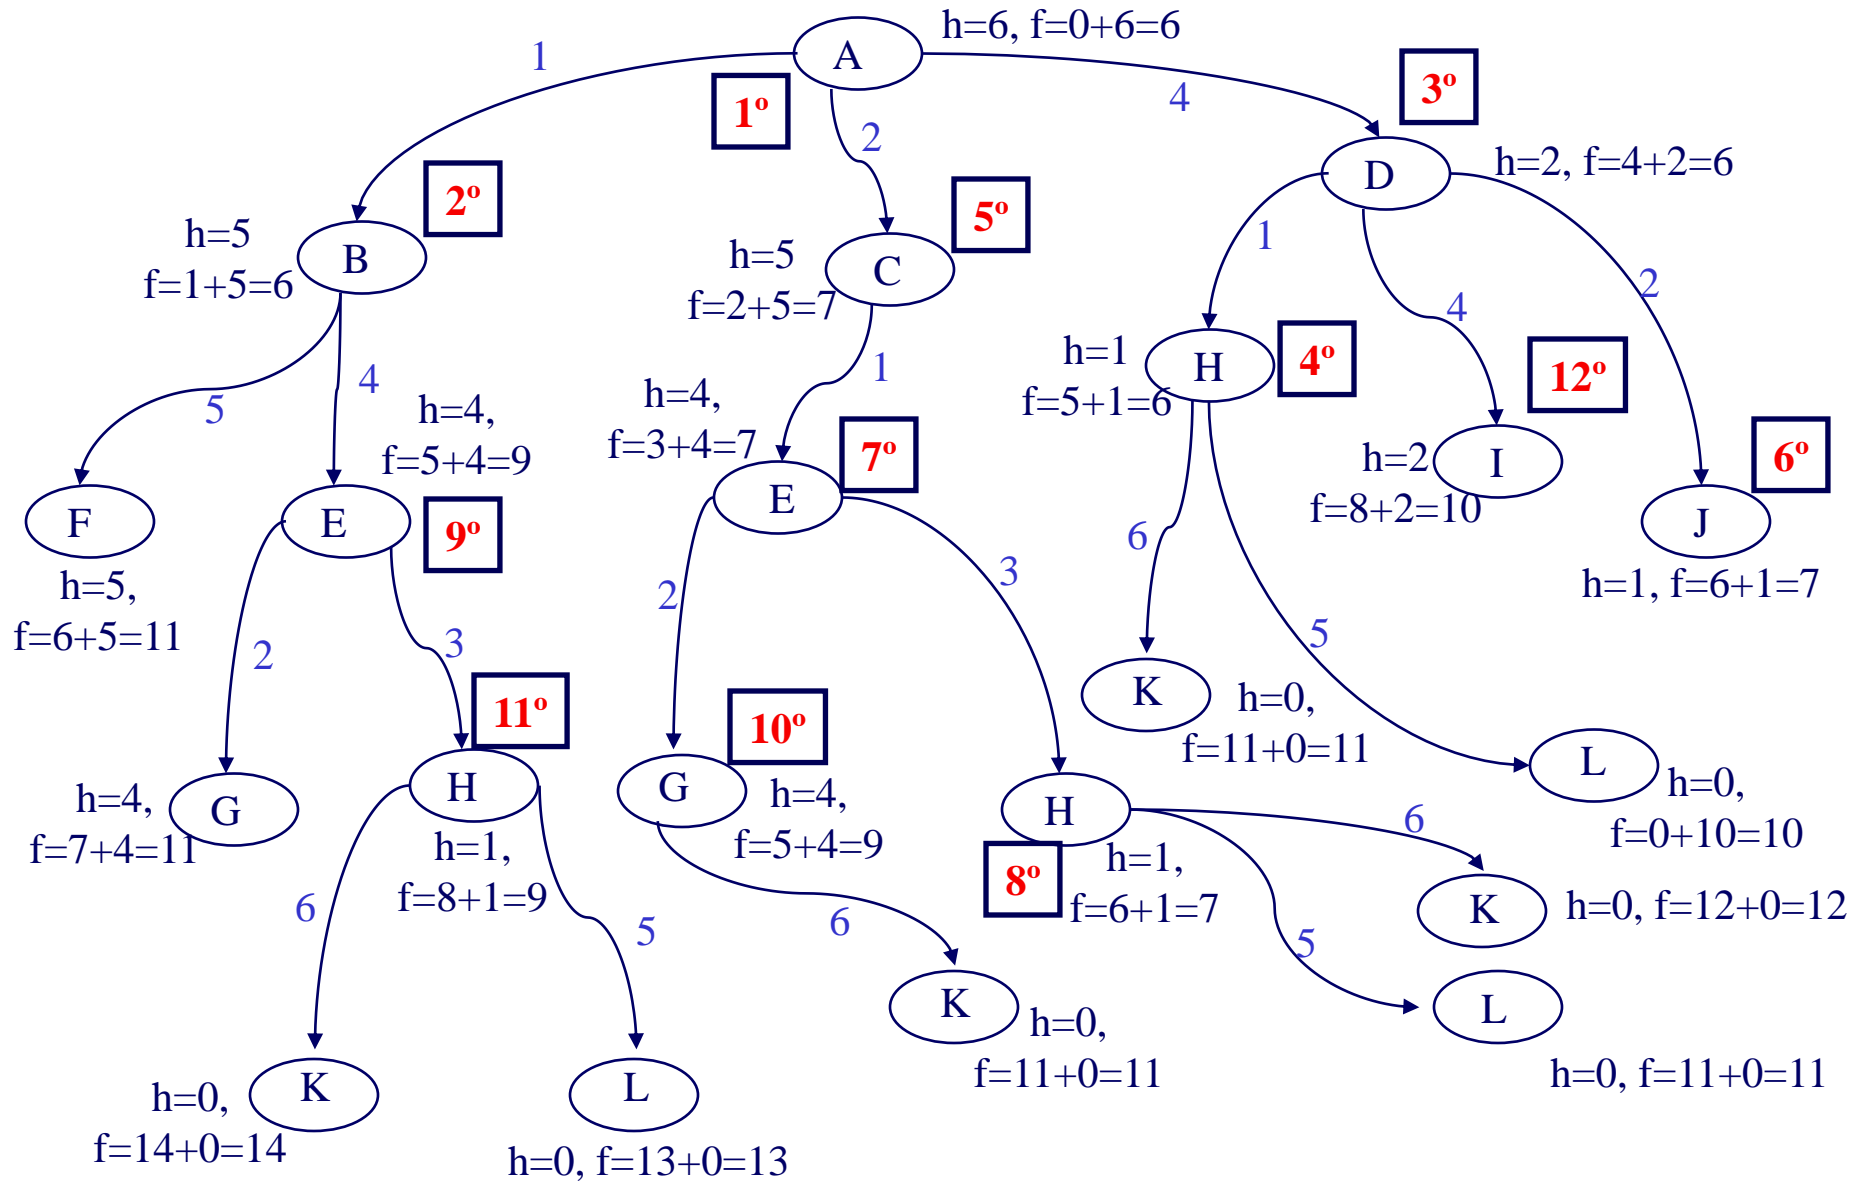 h=6, f=0+6=6
A
1
1º
2
4
3º
D
h=2, f=4+2=6
2º
h=5
f=1+5=6
B
5º
h=5
f=2+5=7
C
1
4
2
h=1
f=5+1=6
H
4º
12º
5
4
1
h=4,
f=5+4=9
h=4,
f=3+4=7
7º
E
h=2
f=8+2=10
I
6º
J
h=1, f=6+1=7
F
h=5,
f=6+5=11
E
9º
2
3
2
3
6
5
K
h=0,
f=11+0=11
L
h=0,
f=0+10=10
11º
10º
h=4,
f=7+4=11
G
H
h=1,
f=8+1=9
G
h=4,
f=5+4=9
H
8º
h=1,
f=6+1=7
6
K
h=0, f=12+0=12
6
5
6
5
K
h=0,
f=11+0=11
L
h=0, f=11+0=11
K
h=0,
f=14+0=14
L
h=0, f=13+0=13